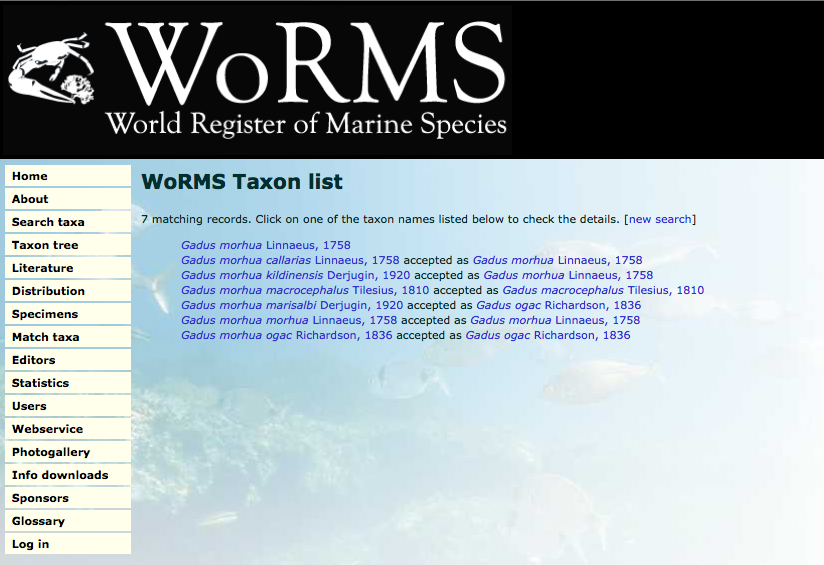 WoRMS
World Register of Marine Species
Home
About
Search taxa
Taxon tree
Literature
Distribution
Specimens
Match taxa
Editors
Statistics
Users
Webservice
Photogallery
Info downloads
Sponsors
Glossary
Log in
WoRMS Taxon list
7 matching records. Click on one of the taxon names listed below to check the details. [new search]
Gadus morhua Linnaeus, 1758
Gadus morhua callarias Linnaeus, 1758 accepted as Gadus morhua Linnaeus, 1758
Gadus morhua kildinensis Derjugin, 1920 accepted as Gadus morhua Linnaeus, 1758
Gadus morhua macrocephalus Tilesius, 1810 accepted as Gadus macrocephalus Tilesius, 1810
Gadus morhua marisalbi Derjugin, 1920 accepted as Gadus ogac Richardson, 1836
Gadus morhua morhua Linnaeus, 1758 accepted as Gadus morhua Linnaeus, 1758
Gadus morhua ogac Richardson, 1836 accepted as Gadus ogac Richardson, 1836